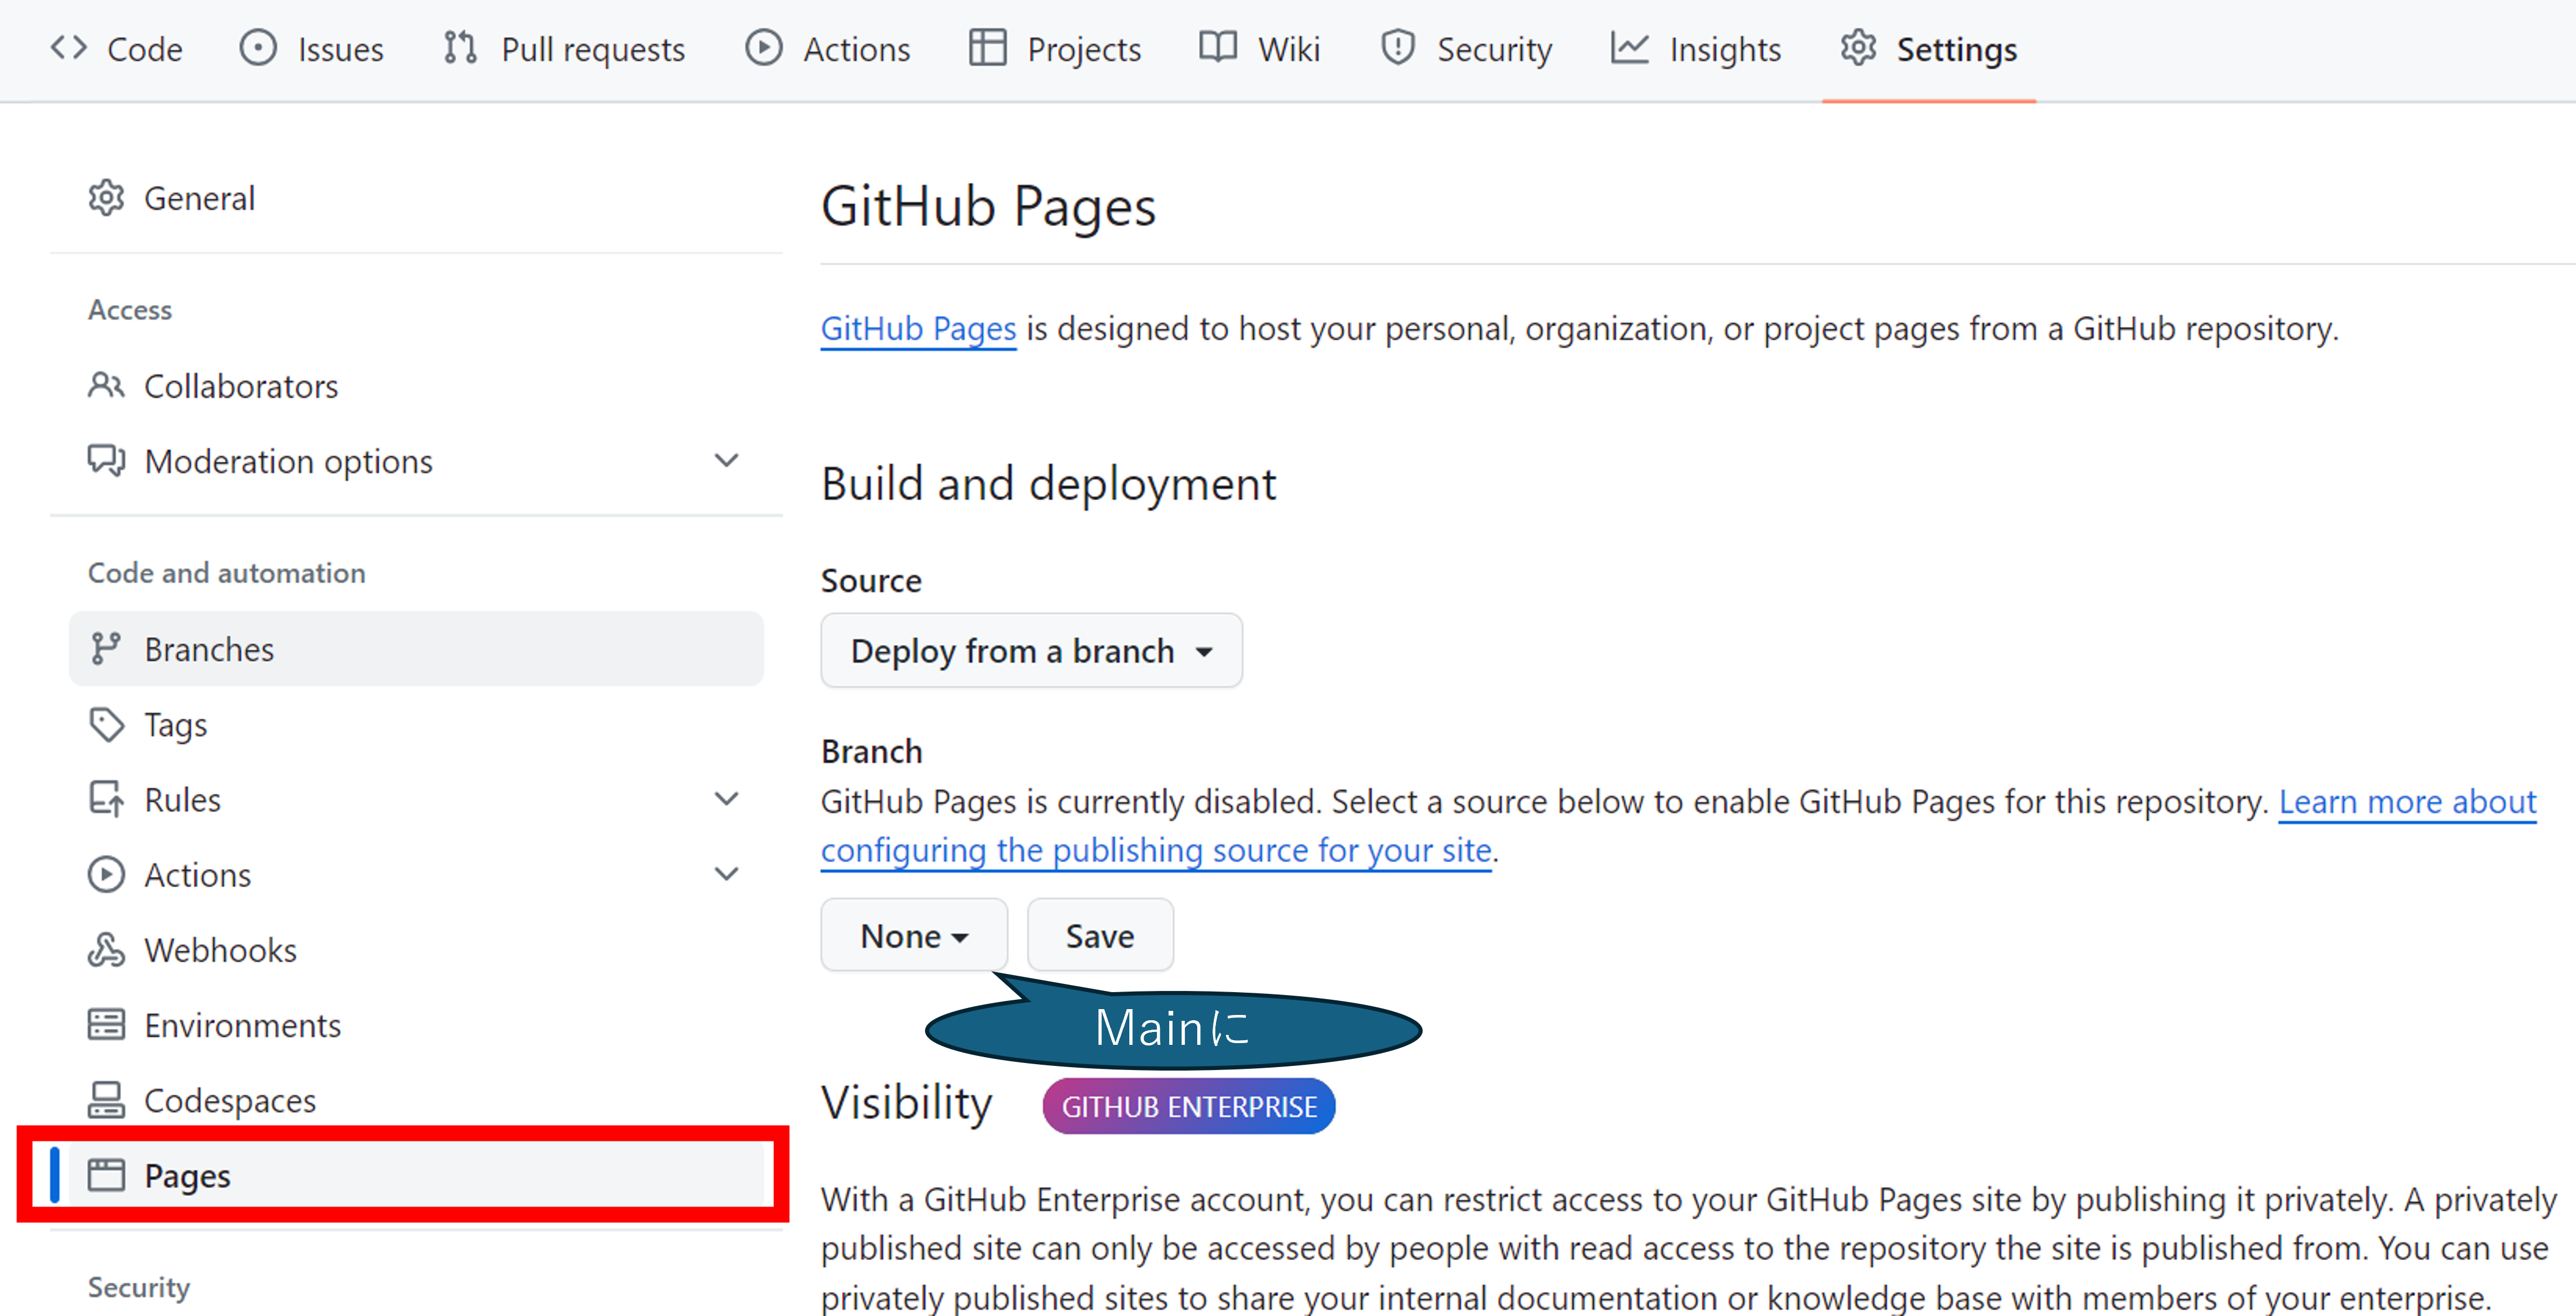 Code Issues Pull requests Actions Projects Wiki Security Insights Settings
General
Access
Collaborators
Moderation options
Code and automation
Branches
Tags
Rules
Actions
Webhooks
Environments
Codespaces
Pages
Security
GitHub Pages
GitHub Pages is designed to host your personal, organization, or project pages from a GitHub repository.
Build and deployment
Source
Deploy from a branch
Branch
GitHub Pages is currently disabled. Select a source below to enable GitHub Pages for this repository. Learn more about
configuring the publishing source for your site.
None Save
Mainに
Visibility GITHUB ENTERPRISE
With a GitHub Enterprise account, you can restrict access to your GitHub Pages site by publishing it privately. A privately
published site can only be accessed by people with read access to the repository the site is published from. You can use
privately published sites to share your internal documentation or knowledge base with members of your enterprise.